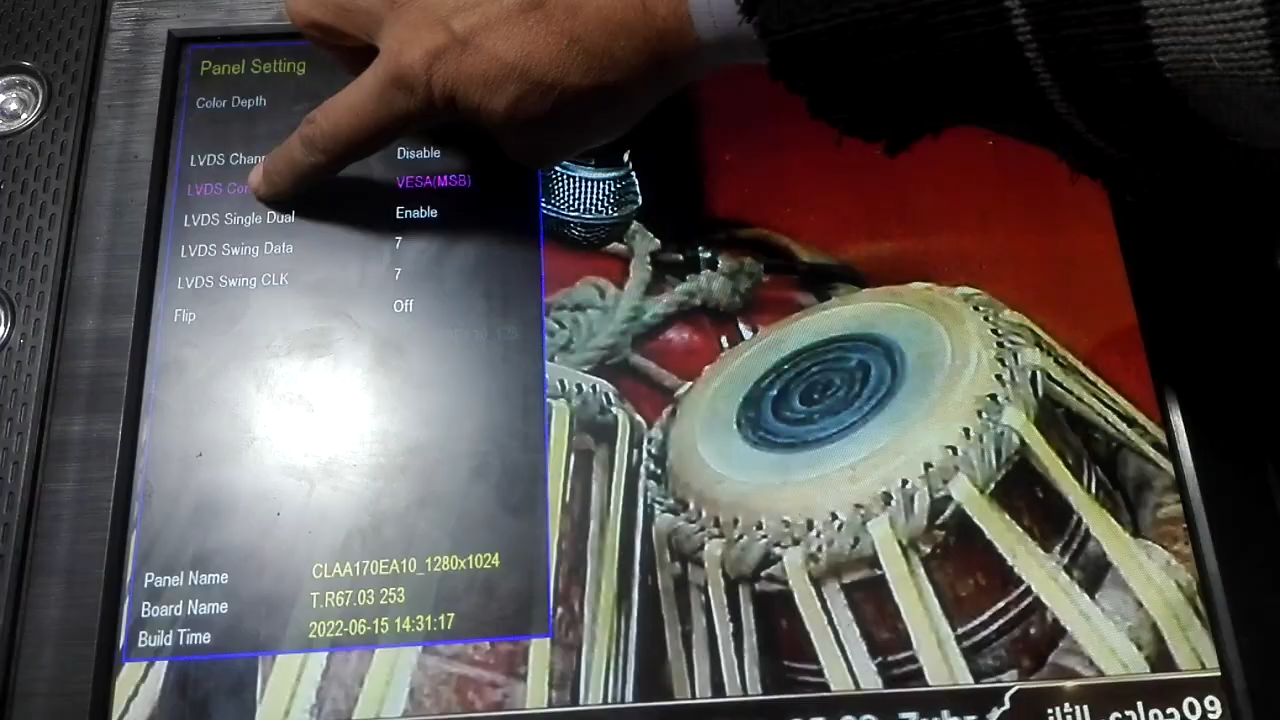 Panel Setting
Color Depth
LVDS Disable
LVDS VESA(MSB)
LVDS Single Dual Enable
LVDS Swing Data 7
LVDS Swing CLK 7
Flip Off
Panel Name CLAA170EA10_1280x1024
Board Name T.R67.03 253
Build Time 2022-06-15 14:31:17
09